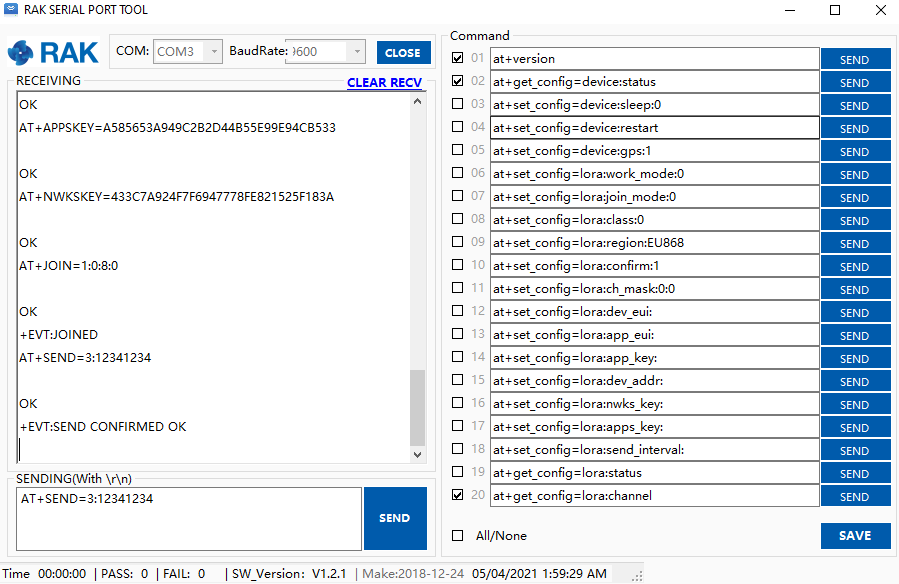 RAK SERIAL PORT TOOL
RAK
COM: COM3 BaudRate: 9600 CLOSE
RECEIVING CLEAR RECV
OK
AT+APPSKEY=A585653A949C2B2D44B55E99E94CB533
OK
AT+NWKSKEY=433C7A924F7F6947778FE821525F183A
OK
AT+JOIN=1:0:8:0
OK
+EVT:JOINED
AT+SEND=3:12341234
OK
+EVT:SEND CONFIRMED OK
SENDING(With \r\n)
AT+SEND=3:12341234
SEND
Command
01 at+version SEND
02 at+get_config=device:status SEND
03 at+set_config=device:sleep:0 SEND
04 at+set_config=device:restart SEND
05 at+set_config=device:gps:1 SEND
06 at+set_config=lora:work_mode:0 SEND
07 at+set_config=lora:join_mode:0 SEND
08 at+set_config=lora:class:0 SEND
09 at+set_config=lora:region:EU868 SEND
10 at+set_config=lora:confirm:1 SEND
11 at+set_config=lora:ch_mask:0:0 SEND
12 at+set_config=lora:dev_eui: SEND
13 at+set_config=lora:app_eui: SEND
14 at+set_config=lora:app_key: SEND
15 at+set_config=lora:dev_addr: SEND
16 at+set_config=lora:nwks_key: SEND
17 at+set_config=lora:apps_key: SEND
18 at+set_config=lora:send_interval: SEND
19 at+get_config=lora:status SEND
20 at+get_config=lora:channel SEND
All/None SAVE
Time 00:00:00 | PASS: 0 | FAIL: 0 | SW_Version: V1.2.1 | Make:2018-12-24 05/04/2021 1:59:29 AM